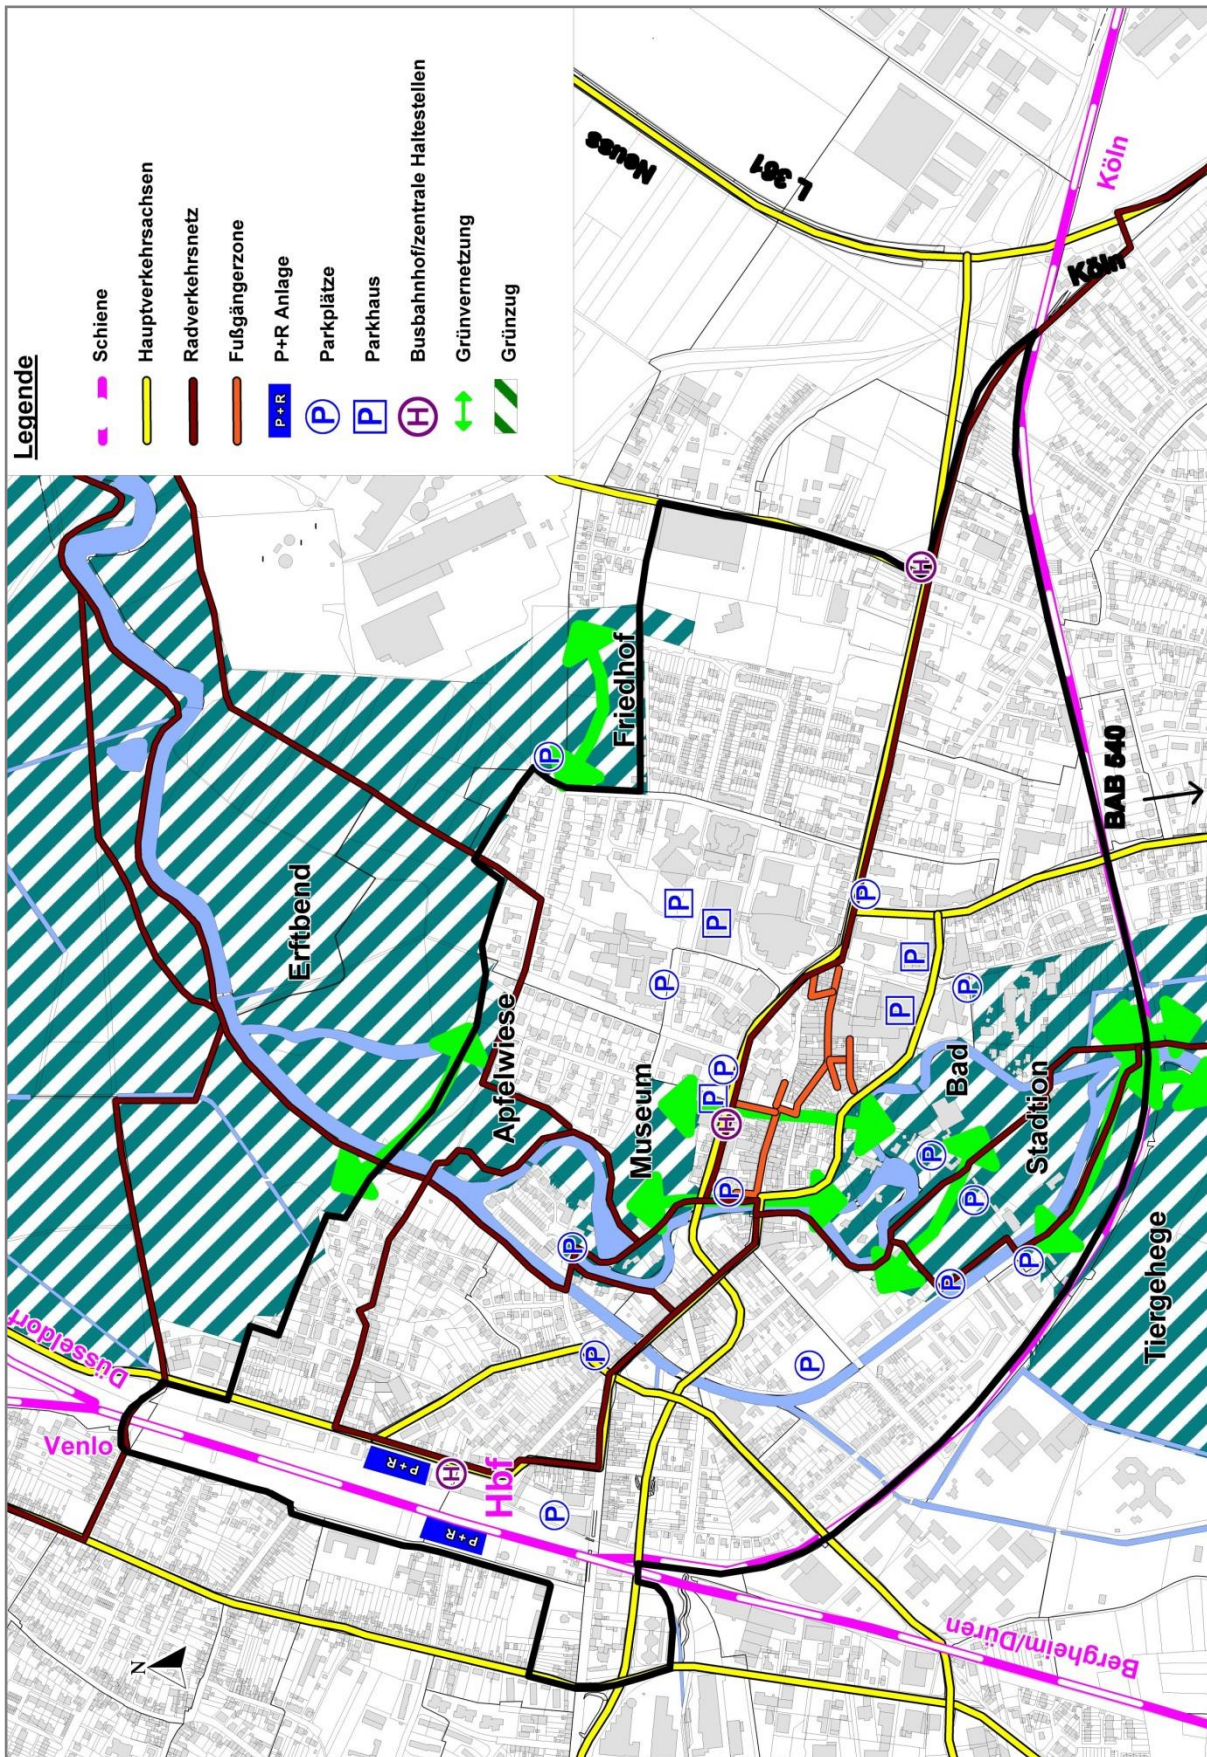 Legende
Schiene
Hauptverkehrsachsen
Radverkehrsnetz
Fußgängerzone
P+R P+R Anlage
P Parkplätze
P Parkhaus
H Busbahnhof/zentrale Haltestellen
Grünvernetzung
Grünzug
N
Venlo
Düsseldorf
P+R
P+R
H
Hbf
P
P
P
Bergheim/Düren
Erftbend
Apfelwiese
Friedhof
P
Museum
P
P
P
P
P
H
P
P
P
P
P
P
Bad
Stadtion
P
P
P
P
Tiergehege
BAB 540
H
Neuss
L 361
Köln
Köln